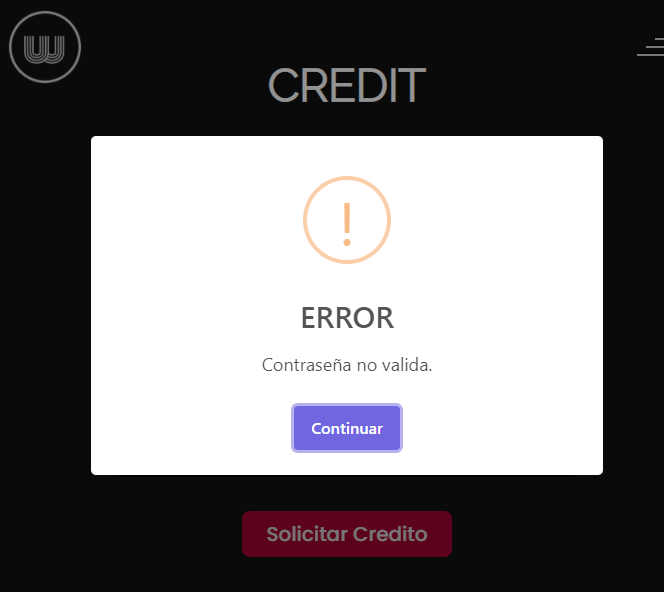 CREDIT
!
ERROR
Contraseña no valida.
Continuar
Solicitar Credito